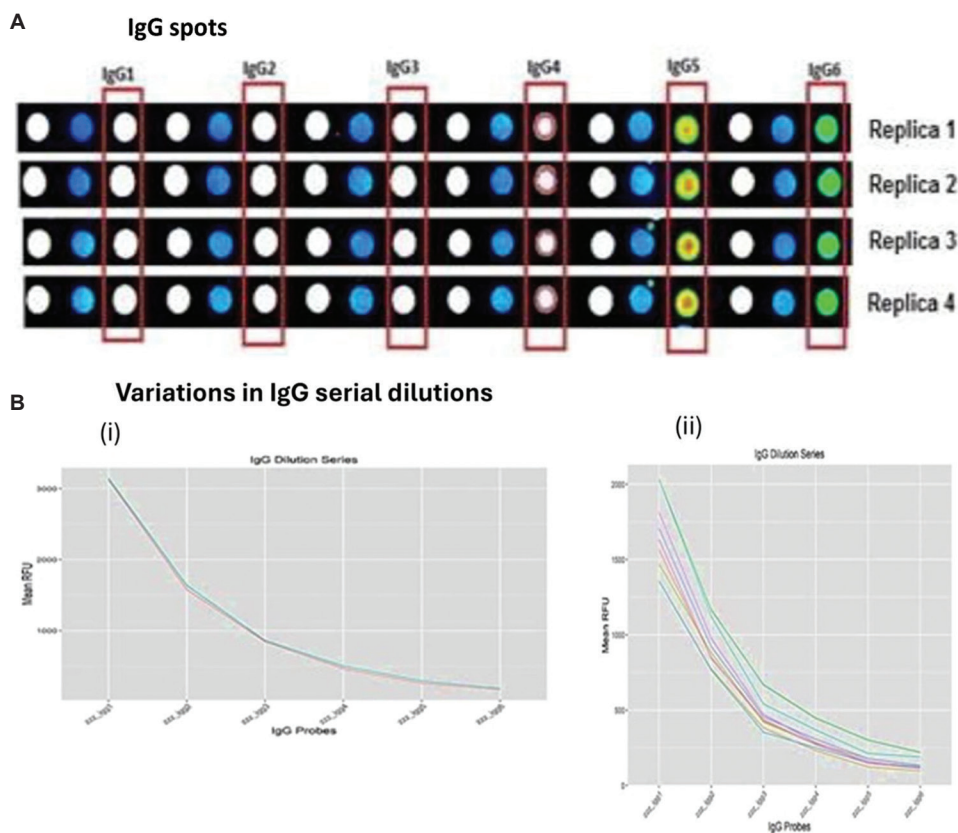 A
IgG spots
IgG1 IgG2 IgG3 IgG4 IgG5 IgG6
Replica 1
Replica 2
Replica 3
Replica 4
B
Variations in IgG serial dilutions
(i)
(ii)
IgG Dilution Series
Mean RFU
3000
2000
1000
IgG Probes
IgG Dilution Series
Mean RFU
2000
1500
1000
500
0
IgG Probes